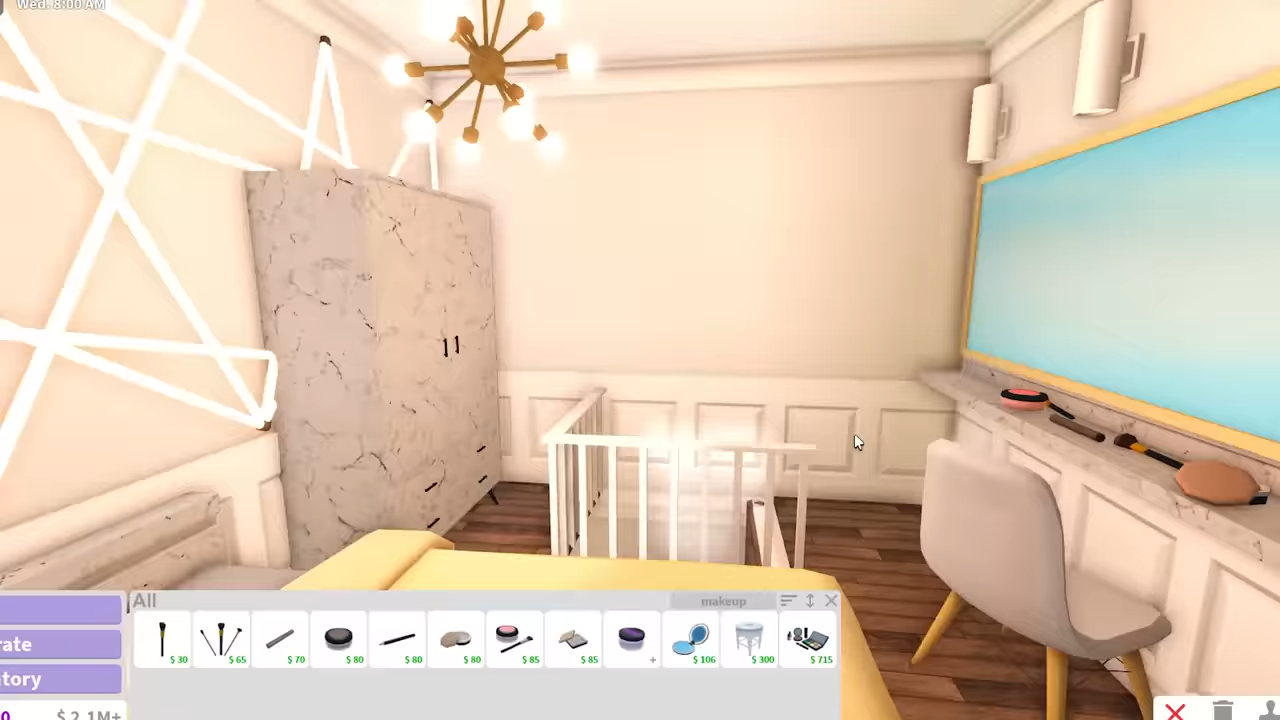 Wed. 8:00 AM
All
makeup
$ 30
$ 65
$ 70
$ 80
$ 80
$ 80
$ 85
$ 85
+
$ 106
$ 300
$ 715
rate
tory
0
$ 2.1M+